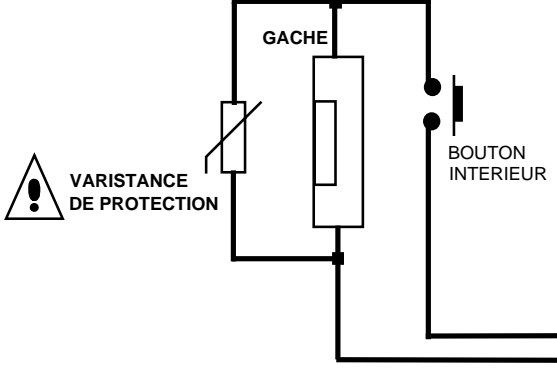 GACHE
VARISTANCE
DE PROTECTION
BOUTON
INTERIEUR